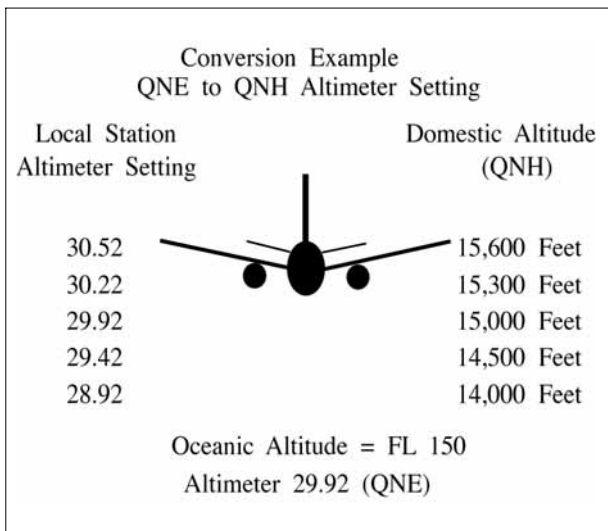 Conversion Example
QNE to QNH Altimeter Setting
Local Station Domestic Altitude
Altimeter Setting (QNH)
30.52 15,600 Feet
30.22 15,300 Feet
29.92 15,000 Feet
29.42 14,500 Feet
28.92 14,000 Feet
Oceanic Altitude = FL 150
Altimeter 29.92 (QNE)